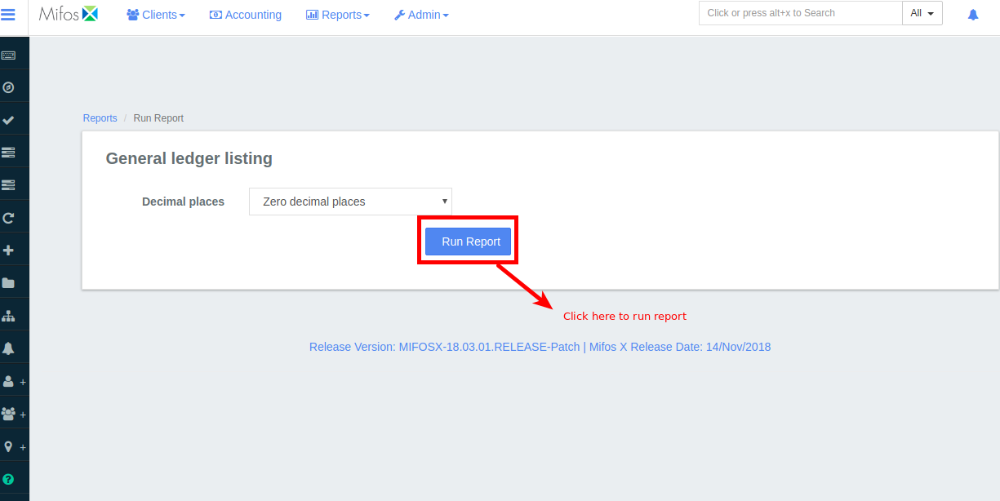 Mifos Clients Accounting Reports Admin Click or press alt+x to Search All
Reports / Run Report
General ledger listing
Decimal places Zero decimal places
Run Report
Click here to run report
Release Version: MIFOSX-18.03.01.RELEASE-Patch | Mifos X Release Date: 14/Nov/2018
+
+
+
?